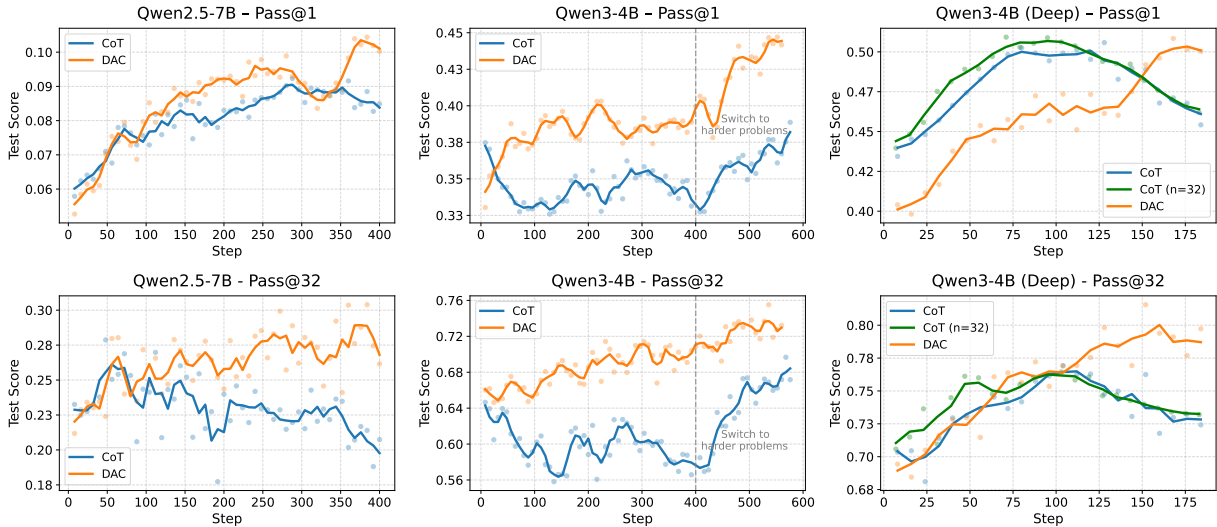 Qwen2.5-7B – Pass@1
Test Score
0.10
0.09
0.08
0.07
0.06
CoT
DAC
0 50 100 150 200 250 300 350 400
Step
Qwen3-4B – Pass@1
Test Score
0.45
0.43
0.40
0.38
0.35
0.33
CoT
DAC
Switch to
harder problems
0 100 200 300 400 500 600
Step
Qwen3-4B (Deep) – Pass@1
Test Score
0.50
0.47
0.45
0.42
0.40
CoT
CoT (n=32)
DAC
0 25 50 75 100 125 150 175
Step
Qwen2.5-7B - Pass@32
Test Score
0.30
0.28
0.25
0.23
0.20
0.18
CoT
DAC
0 50 100 150 200 250 300 350 400
Step
Qwen3-4B - Pass@32
Test Score
0.76
0.72
0.68
0.64
0.60
0.56
CoT
DAC
Switch to
harder problems
0 100 200 300 400 500 600
Step
Qwen3-4B (Deep) - Pass@32
Test Score
0.80
0.78
0.75
0.73
0.70
0.68
CoT
CoT (n=32)
DAC
0 25 50 75 100 125 150 175
Step